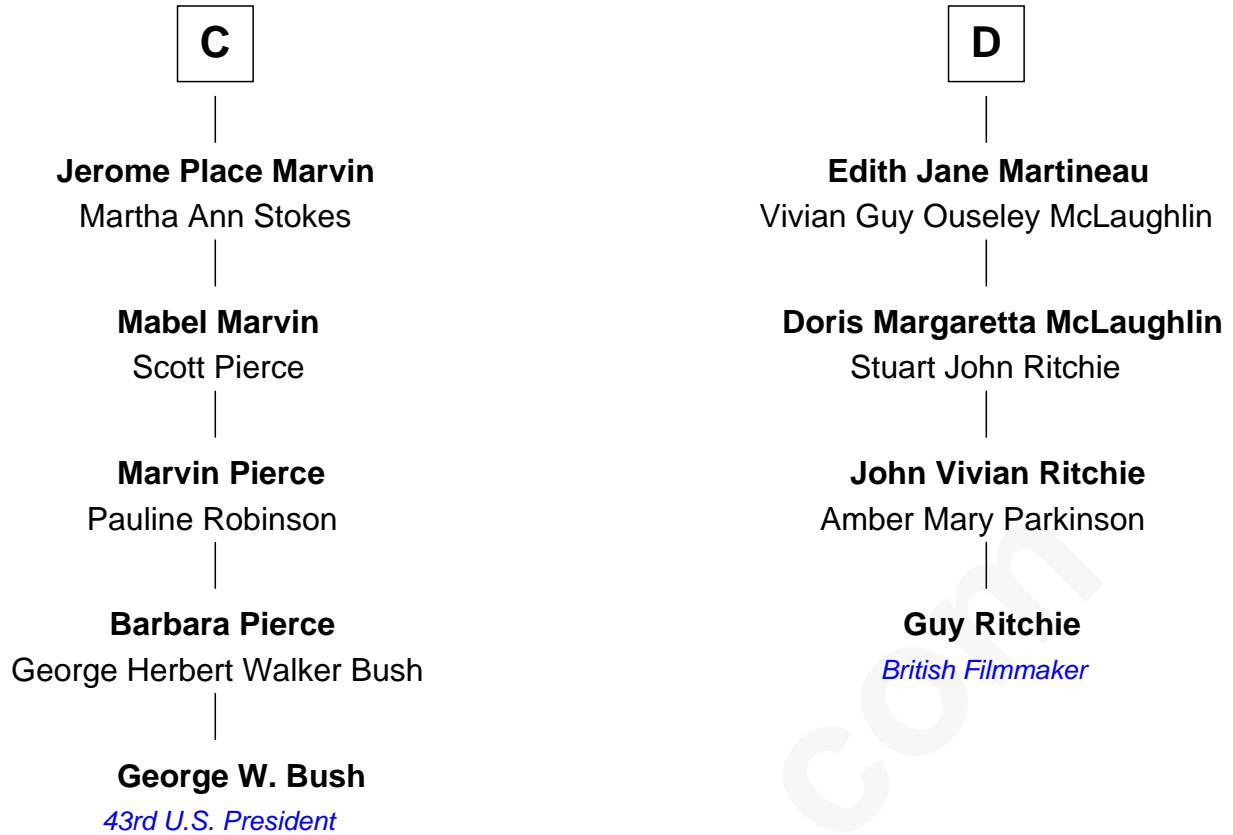 C
Jerome Place Marvin
Martha Ann Stokes
Mabel Marvin
Scott Pierce
Marvin Pierce
Pauline Robinson
Barbara Pierce
George Herbert Walker Bush
George W. Bush
43rd U.S. President
D
Edith Jane Martineau
Vivian Guy Ouseley McLaughlin
Doris Margaretta McLaughlin
Stuart John Ritchie
John Vivian Ritchie
Amber Mary Parkinson
Guy Ritchie
British Filmmaker
com